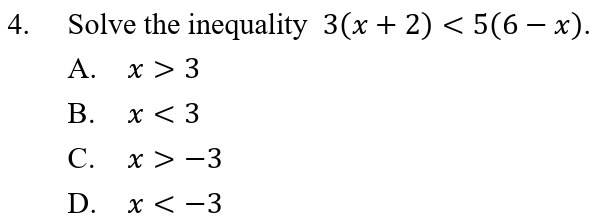 4. Solve the inequality 3(x + 2) < 5(6 − x).
A. x > 3
B. x < 3
C. x > −3
D. x < −3